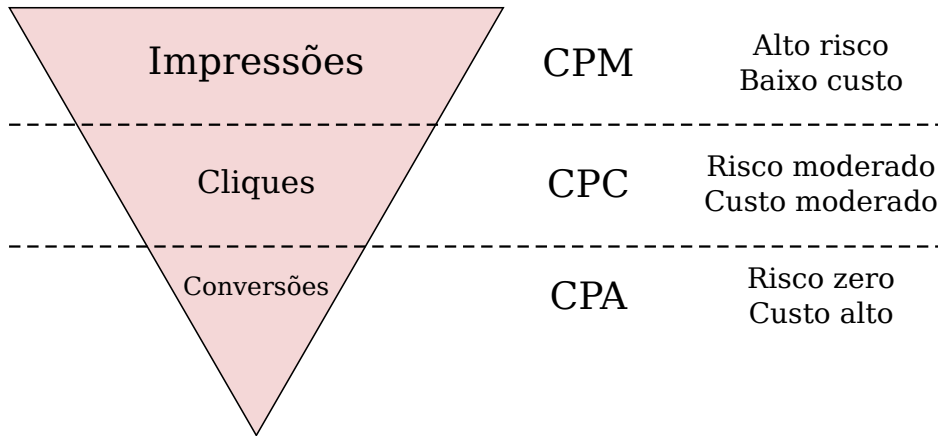 Impressões
CPM
Alto risco
Baixo custo
Cliques
CPC
Risco moderado
Custo moderado
Conversões
CPA
Risco zero
Custo alto